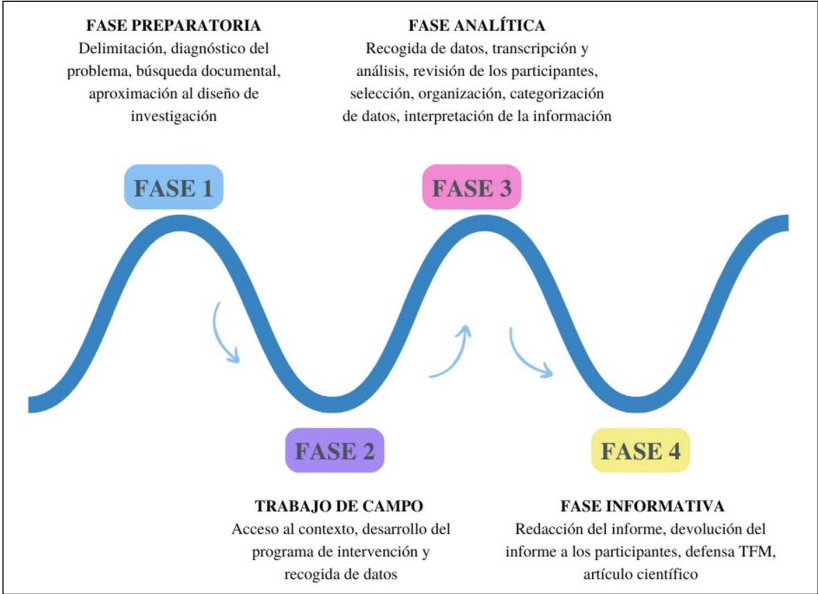 FASE PREPARATORIA
Delimitación, diagnóstico del
problema, búsqueda documental,
aproximación al diseño de
investigación
FASE 1
FASE ANALÍTICA
Recogida de datos, transcripción y
análisis, revisión de los participantes,
selección, organización, categorización
de datos, interpretación de la información
FASE 3
FASE 2
TRABAJO DE CAMPO
Acceso al contexto, desarrollo del
programa de intervención y
recogida de datos
FASE 4
FASE INFORMATIVA
Redacción del informe, devolución del
informe a los participantes, defensa TFM,
artículo científico